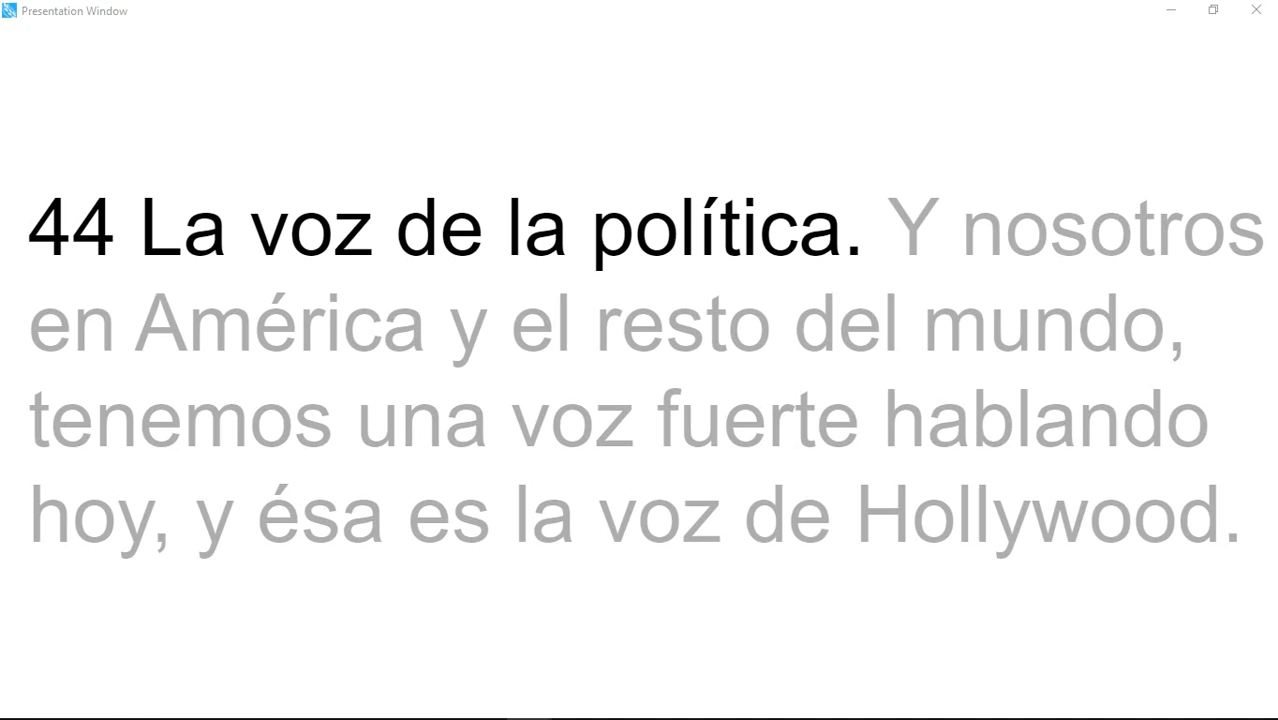 Presentation Window
44 La voz de la política. Y nosotros
en América y el resto del mundo,
tenemos una voz fuerte hablando
hoy, y ésa es la voz de Hollywood.